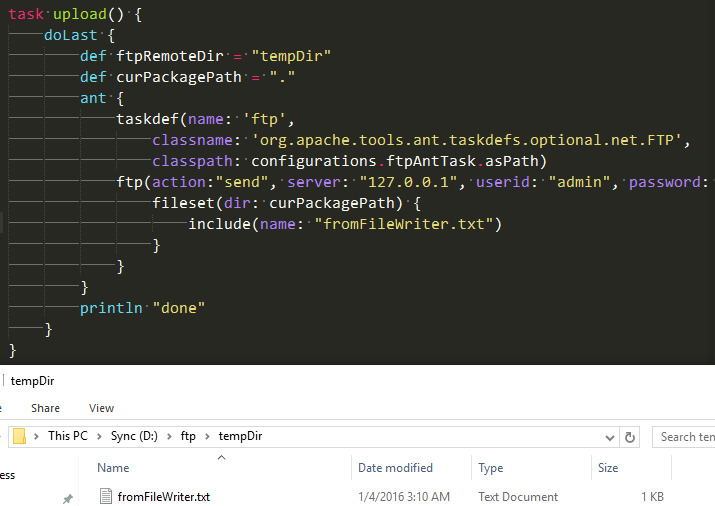 task upload() {
doLast {
def ftpRemoteDir = "tempDir"
def curPackagePath = "."
ant {
taskdef(name: 'ftp',
classname: 'org.apache.tools.ant.taskdefs.optional.net.FTP',
classpath: configurations.ftpAntTask.asPath)
ftp(action:"send", server: "127.0.0.1", userid: "admin", password:
fileset(dir: curPackagePath) {
include(name: "fromFileWriter.txt")
}
}
}
println "done"
}
}
tempDir
Share View
This PC Sync (D:) ftp tempDir Search
Name Date modified Type Size
fromFileWriter.txt 1/4/2016 3:10 AM Text Document 1 KB